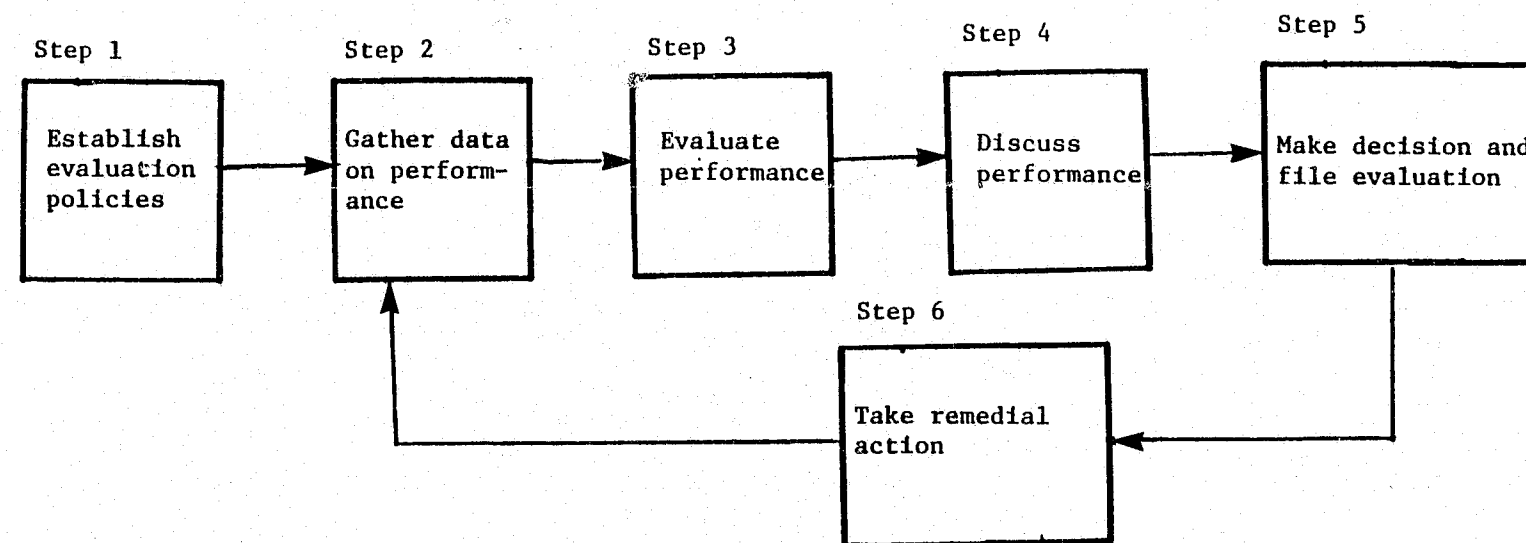 Step 1
Establish
evaluation
policies
Step 2
Gather data
on perform-
ance
Step 3
Evaluate
performance
Step 4
Discuss
performance
Step 5
Make decision and
file evaluation
Step 6
Take remedial
action